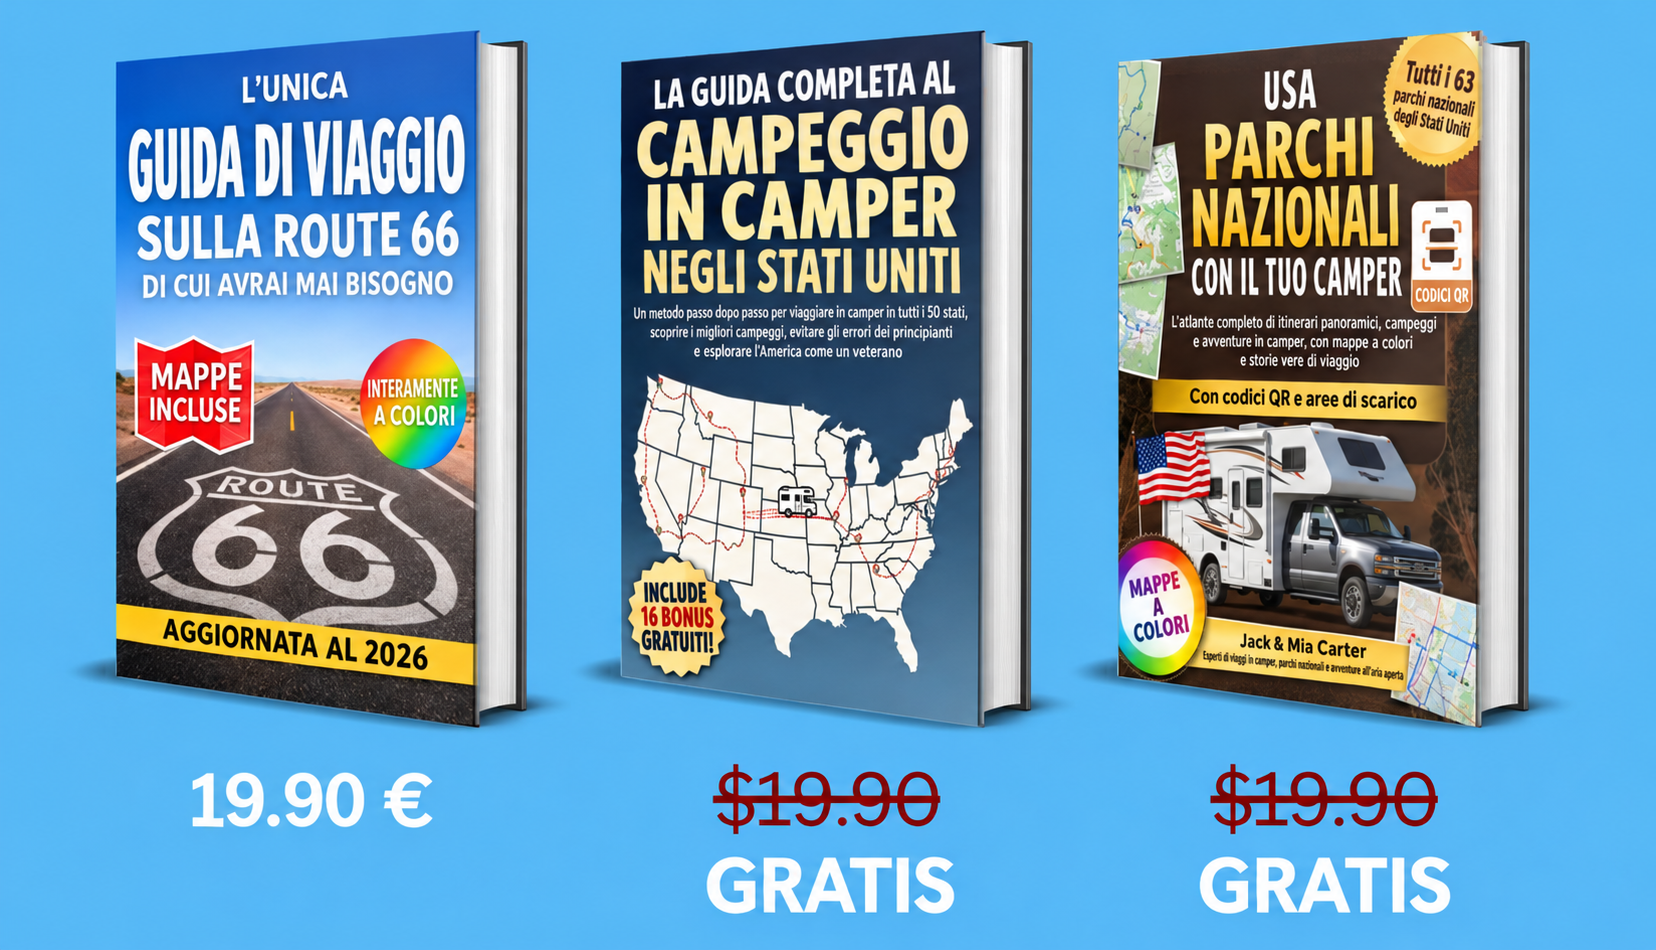 L'UNICA
GUIDA DI VIAGGIO
SULLA ROUTE 66
DI CUI AVRAI MAI BISOGNO
MAPPE
INCLUSE
INTERAMENTE
A COLORI
ROUTE
66
AGGIORNATA AL 2026
19.90 €
LA GUIDA COMPLETA AL
CAMPEGGIO
IN CAMPER
NEGLI STATI UNITI
Un metodo passo dopo passo per viaggiare in camper in tutti i 50 stati,
scoprire i migliori campeggi, evitare gli errori dei principianti
e esplorare l'America come un veterano
INCLUDE
16 BONUS
GRATUITI!
$19.90
GRATIS
USA
PARCHI
NAZIONALI
CON IL TUO CAMPER
Tutti i 63
parchi nazionali
degli Stati Uniti
CODICI QR
L'atlante completo di itinerari panoramici, campeggi
e avventure in camper, con mappe a colori
e storie vere di viaggio
Con codici QR e aree di scarico
MAPPE
A
COLORI
Jack & Mia Carter
Esperti di viaggi in camper, parchi nazionali e avventure all'aria aperta
$19.90
GRATIS